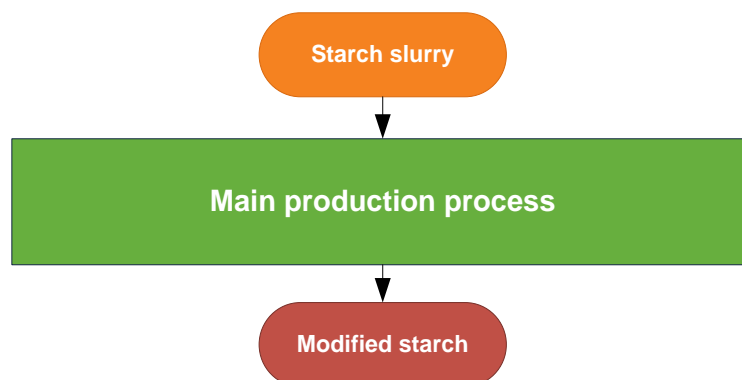 Starch slurry
Main production process
Modified starch